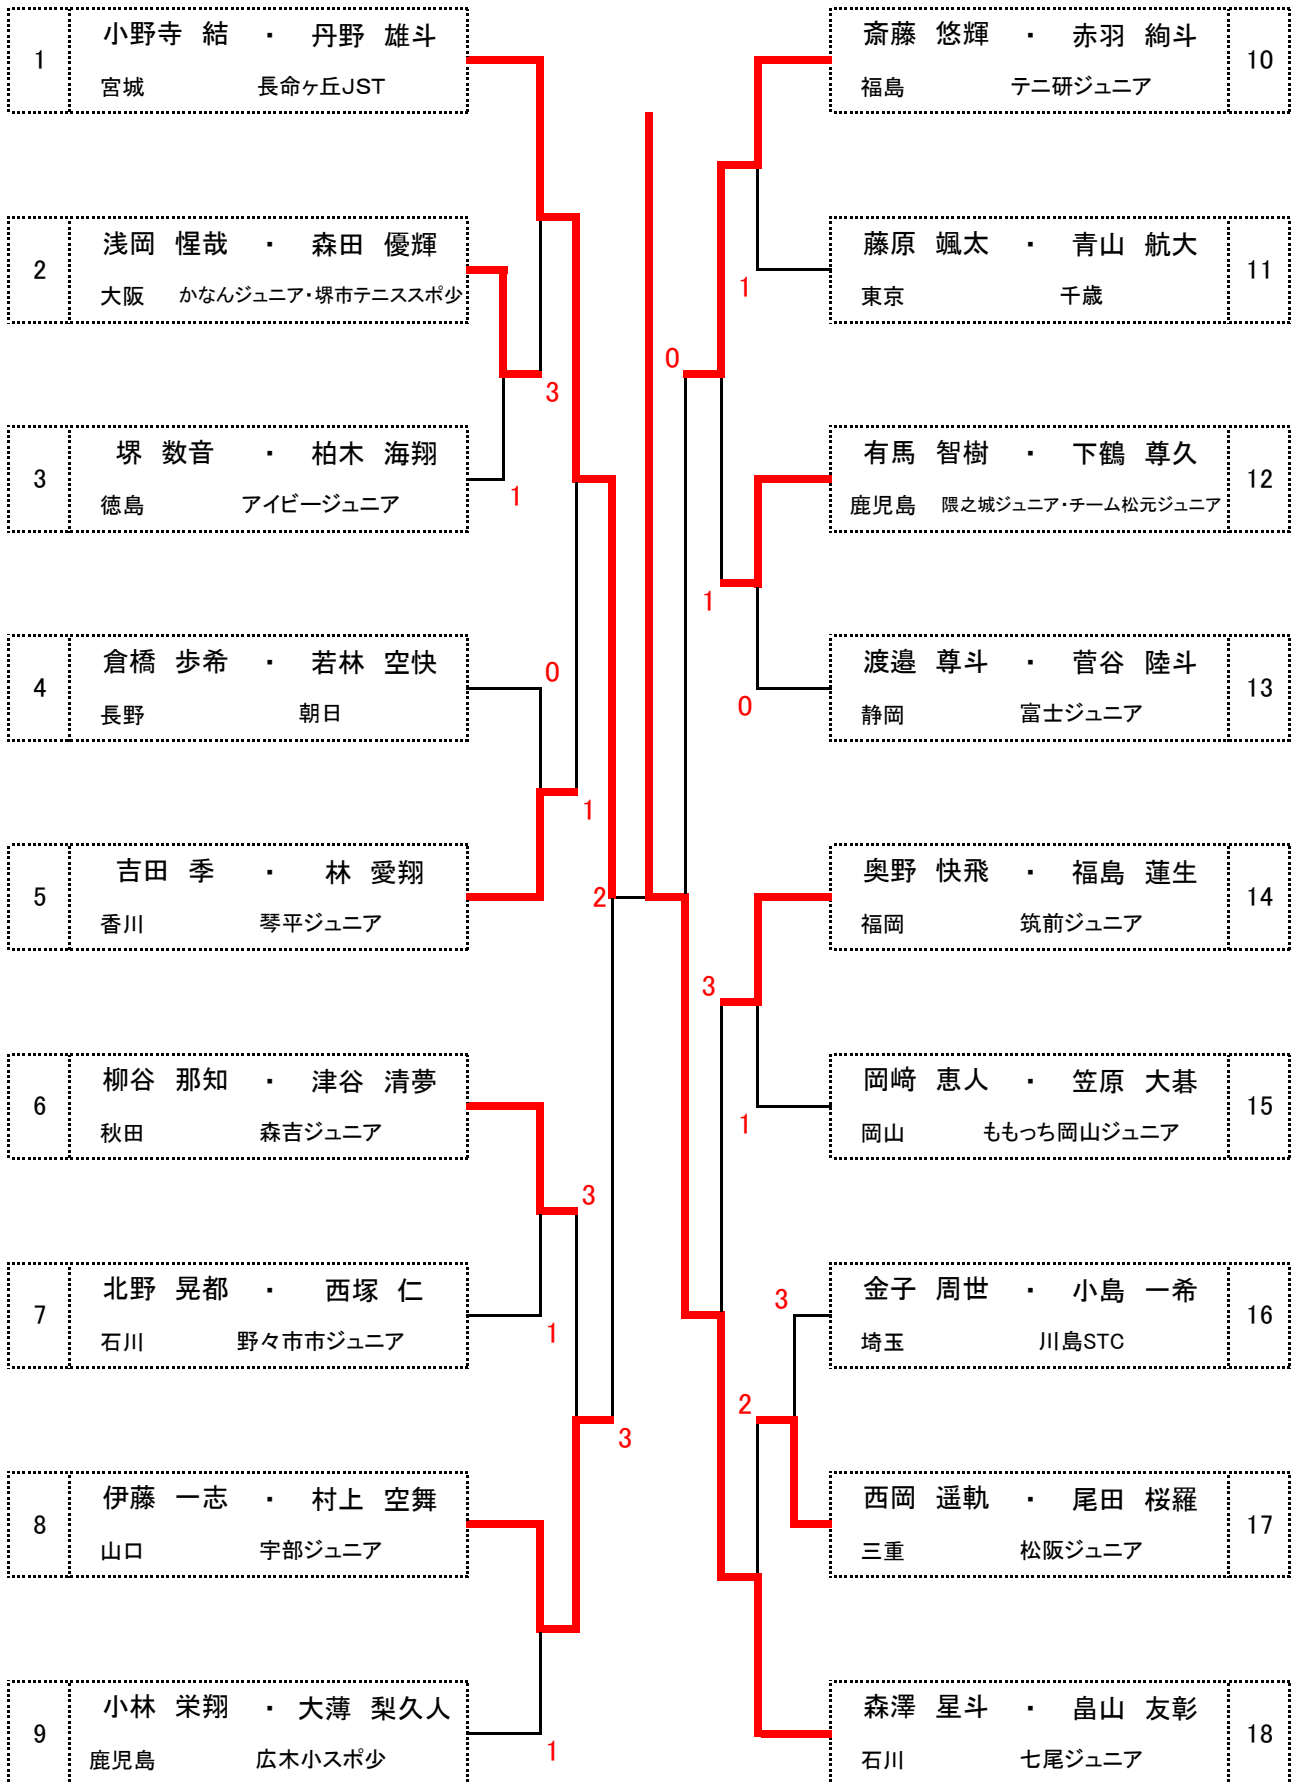 1
小野寺 結 ・ 丹野 雄斗
宮城 長命ヶ丘JST
2
浅岡 惺哉 ・ 森田 優輝
大阪 かなんジュニア・堺市テニススポ少
3
3
堺 数音 ・ 柏木 海翔
徳島 アイビージュニア
1
4
倉橋 歩希 ・ 若林 空快
長野 朝日
0
1
5
吉田 季 ・ 林 愛翔
香川 琴平ジュニア
2
6
柳谷 那知 ・ 津谷 清夢
秋田 森吉ジュニア
3
7
北野 晃都 ・ 西塚 仁
石川 野々市市ジュニア
1
3
8
伊藤 一志 ・ 村上 空舞
山口 宇部ジュニア
9
小林 栄翔 ・ 大薄 梨久人
鹿児島 広木小スポ少
1
斎藤 悠輝 ・ 赤羽 絢斗
福島 テニ研ジュニア
10
藤原 颯太 ・ 青山 航大
東京 千歳
11
1
0
有馬 智樹 ・ 下鶴 尊久
鹿児島 隈之城ジュニア・チーム松元ジュニア
12
1
渡邉 尊斗 ・ 菅谷 陸斗
静岡 富士ジュニア
13
0
奥野 快飛 ・ 福島 蓮生
福岡 筑前ジュニア
14
3
岡﨑 恵人 ・ 笠原 大碁
岡山 ももっち岡山ジュニア
15
1
金子 周世 ・ 小島 一希
埼玉 川島STC
16
3
2
西岡 遥軌 ・ 尾田 桜羅
三重 松阪ジュニア
17
森澤 星斗 ・ 畠山 友彰
石川 七尾ジュニア
18